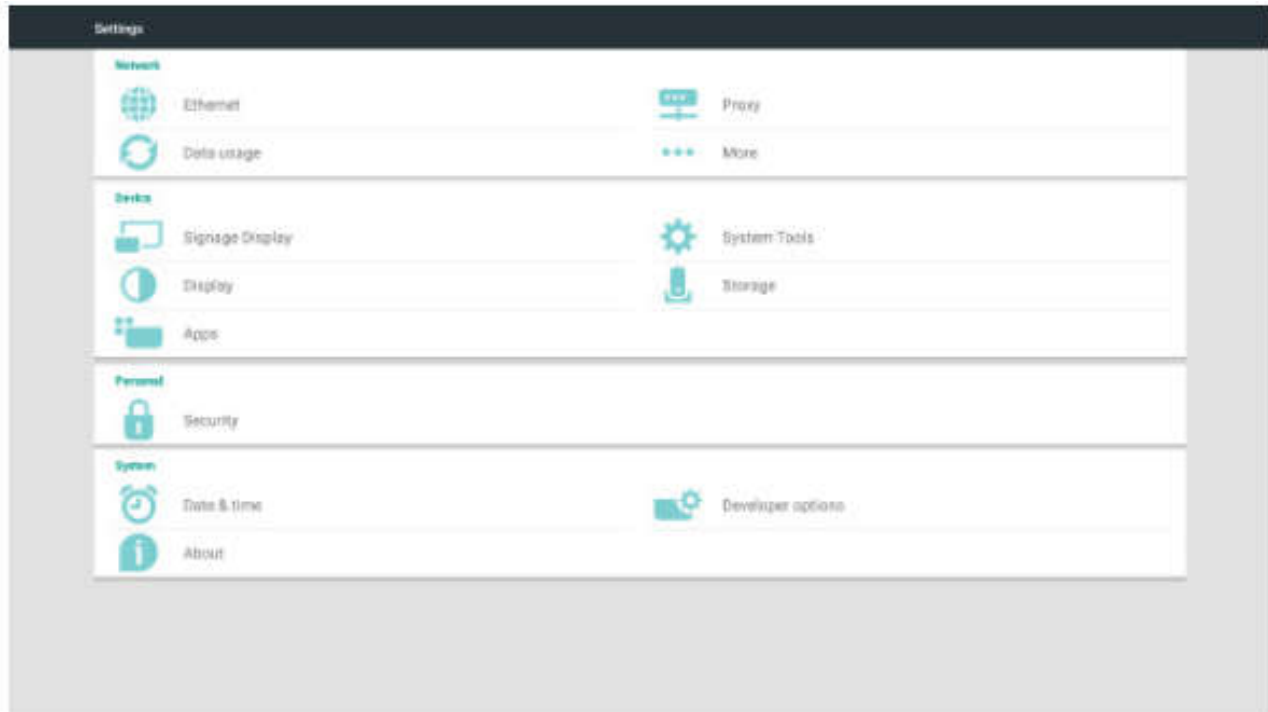 Settings
Network
Ethernet
Proxy
Data usage
More
Device
Signage Display
System Tools
Display
Storage
Apps
Personal
Security
System
Date & time
Developer options
About